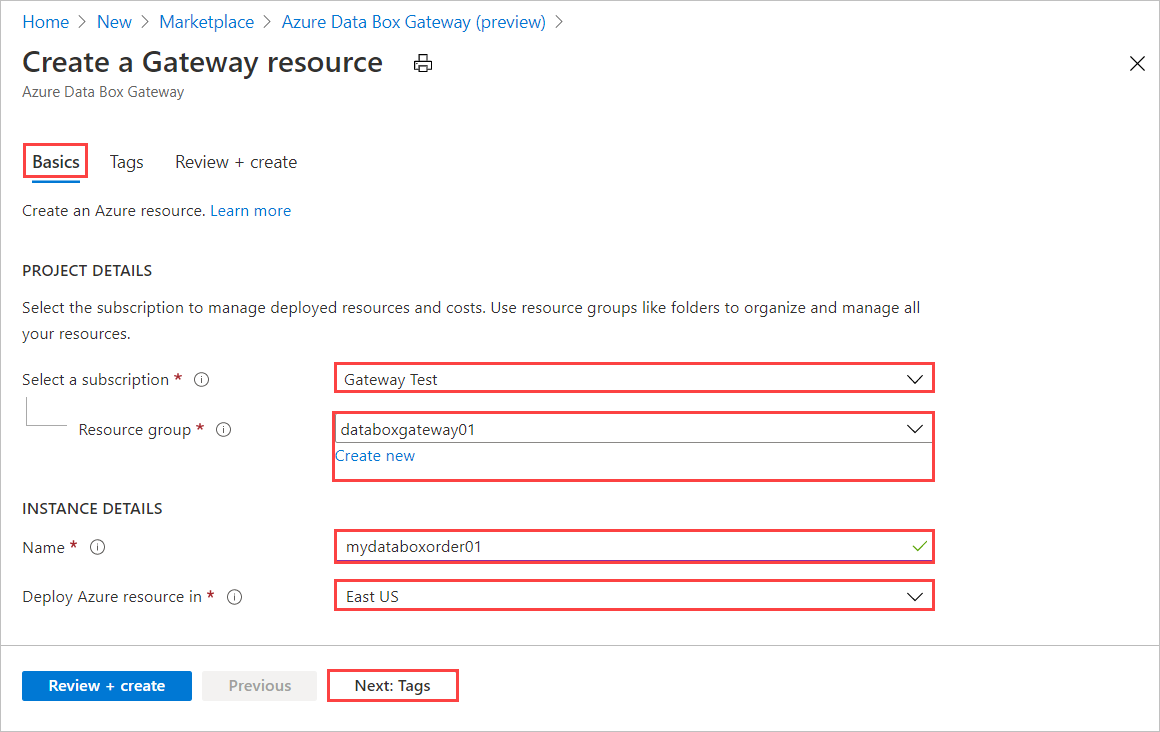 Home > New > Marketplace > Azure Data Box Gateway (preview) >
Create a Gateway resource
Azure Data Box Gateway
Basics Tags Review + create
Create an Azure resource. Learn more
PROJECT DETAILS
Select the subscription to manage deployed resources and costs. Use resource groups like folders to organize and manage all
your resources.
Select a subscription * Gateway Test
Resource group * databoxgateway01
Create new
INSTANCE DETAILS
Name * mydataboxorder01
Deploy Azure resource in * East US
Review + create Previous Next: Tags